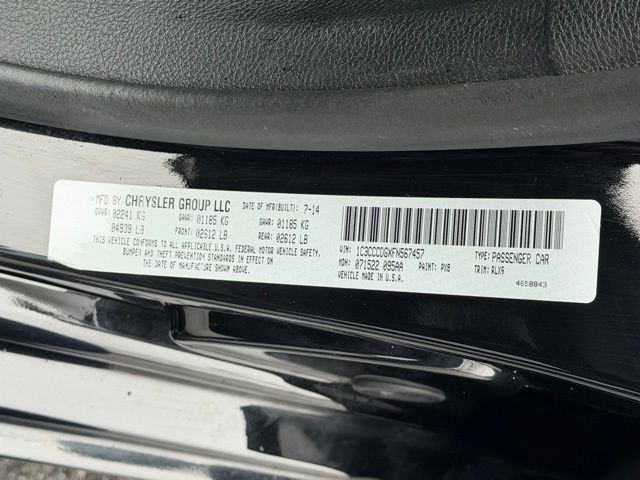 MFD BY CHRYSLER GROUP LLC DATE OF MFR(BUILT): 7-14
GVWR: 02241 KG GAWR: 01185 KG GAWR: 01185 KG
04939 LB FRONT: 02612 LB REAR: 02612 LB
THIS VEHICLE CONFORMS TO ALL APPLICABLE U.S.A. FEDERAL MOTOR VEHICLE SAFETY,
BUMPER AND THEFT PREVENTION STANDARDS IN EFFECT
ON THE DATE OF MFR SHOWN ABOVE.
VIN: 1C3CCCDGXFN567457 TYPE: PASSENGER CAR
MDH: 071522 095AA PAINT: PX8 TRIM: RLX9
MADE IN U.S.A. 4658843